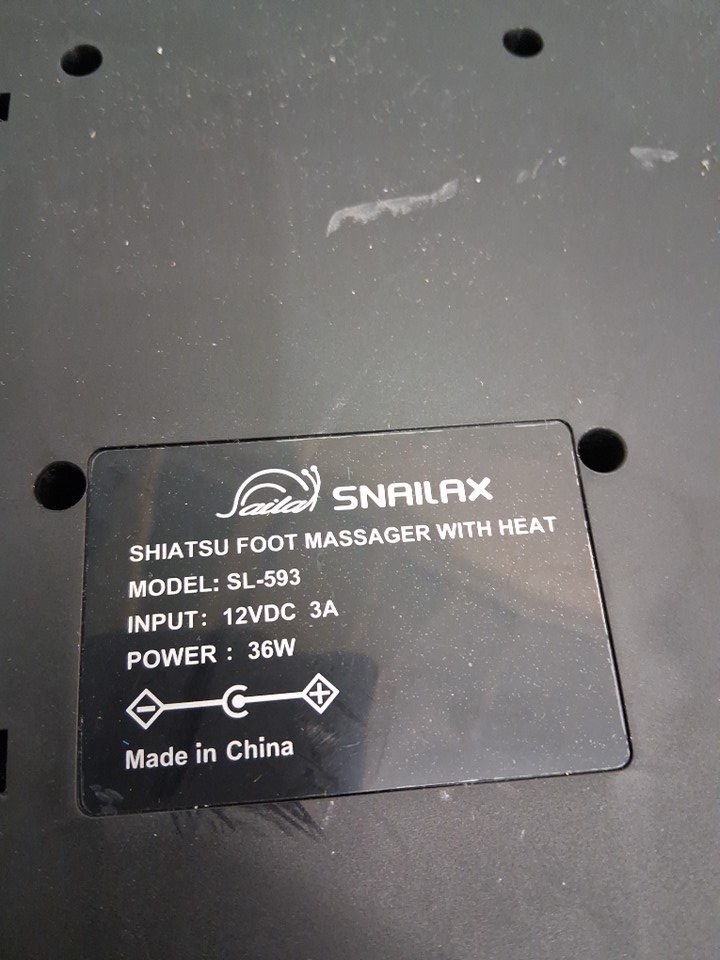 Snailax SNAILAX
SHIATSU FOOT MASSAGER WITH HEAT
MODEL: SL-593
INPUT: 12VDC 3A
POWER : 36W
- +
Made in China